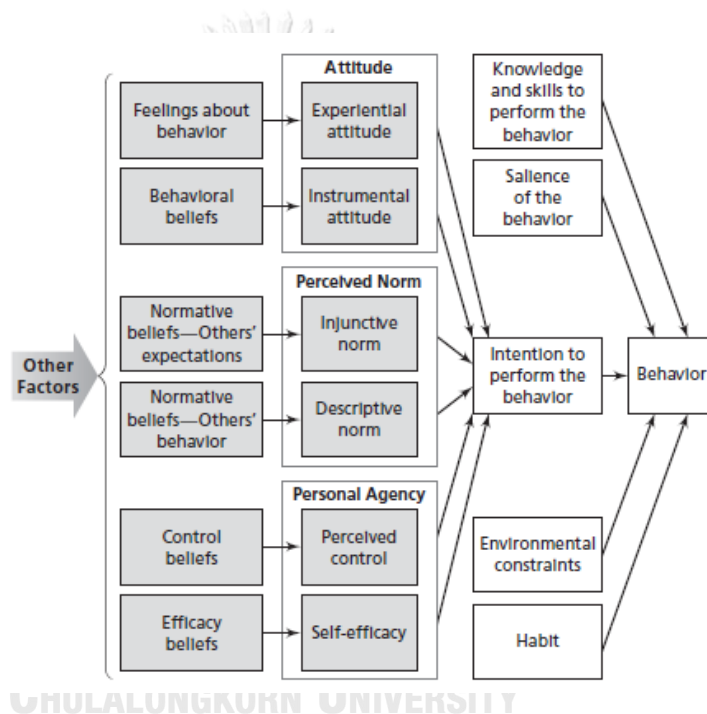 Other
Factors
Feelings about
behavior
Behavioral
beliefs
Normative
beliefs—Others'
expectations
Normative
beliefs—Others'
behavior
Control
beliefs
Efficacy
beliefs
Attitude
Experiential
attitude
Instrumental
attitude
Perceived Norm
Injunctive
norm
Descriptive
norm
Personal Agency
Perceived
control
Self-efficacy
Knowledge
and skills to
perform the
behavior
Salience
of the
behavior
Intention to
perform the
behavior
Environmental
constraints
Habit
Behavior
CHULALONGKORN UNIVERSITY